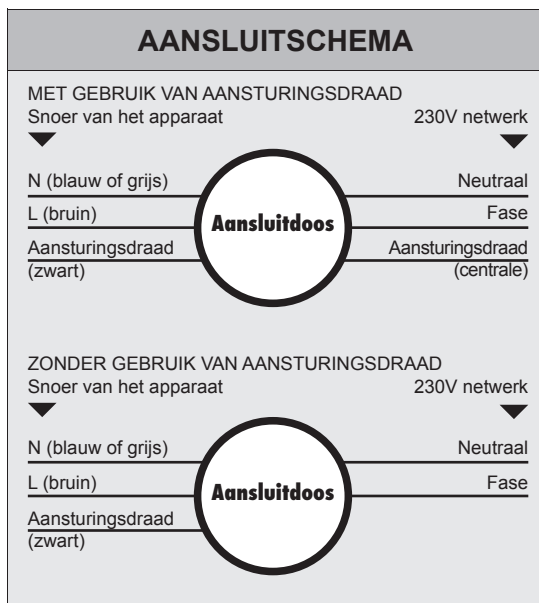 AANSLUITSCHEMA
MET GEBRUIK VAN AANSTURINGSDRAAD
Snoer van het apparaat
230V netwerk
N (blauw of grijs)
Neutraal
L (bruin)
Fase
Aansluitdoos
Aansturingsdraad
(zwart)
Aansturingsdraad
(centrale)
ZONDER GEBRUIK VAN AANSTURINGSDRAAD
Snoer van het apparaat
230V netwerk
N (blauw of grijs)
Neutraal
L (bruin)
Fase
Aansluitdoos
Aansturingsdraad
(zwart)